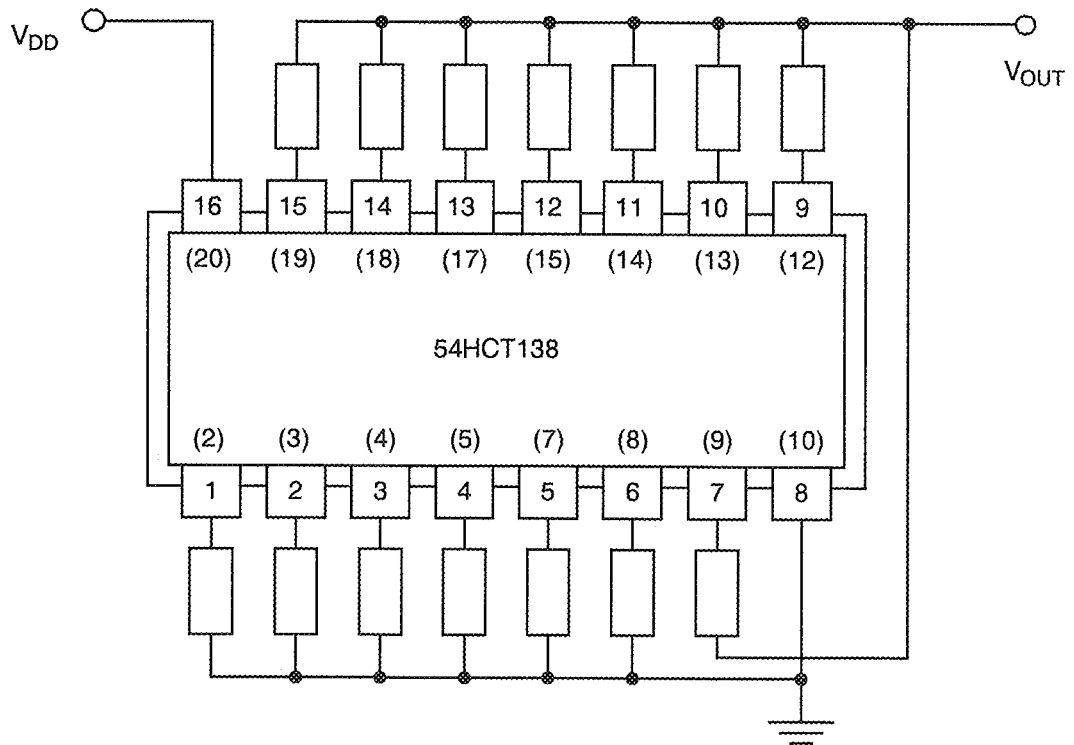 V_DD
V_OUT
16 15 14 13 12 11 10 9
(20) (19) (18) (17) (15) (14) (13) (12)
54HCT138
(2) (3) (4) (5) (7) (8) (9) (10)
1 2 3 4 5 6 7 8